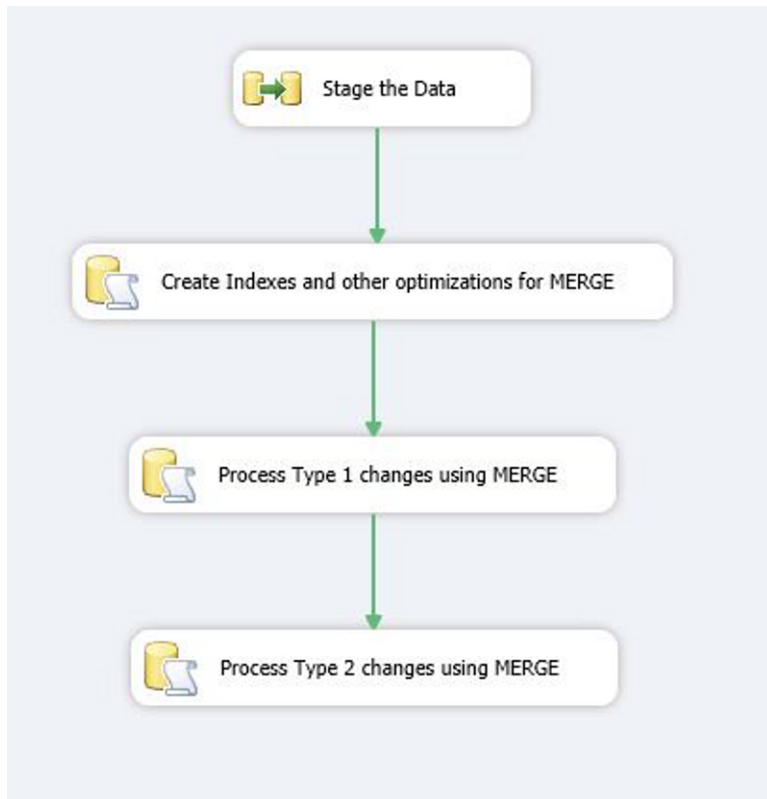 Stage the Data
Create Indexes and other optimizations for MERGE
Process Type 1 changes using MERGE
Process Type 2 changes using MERGE